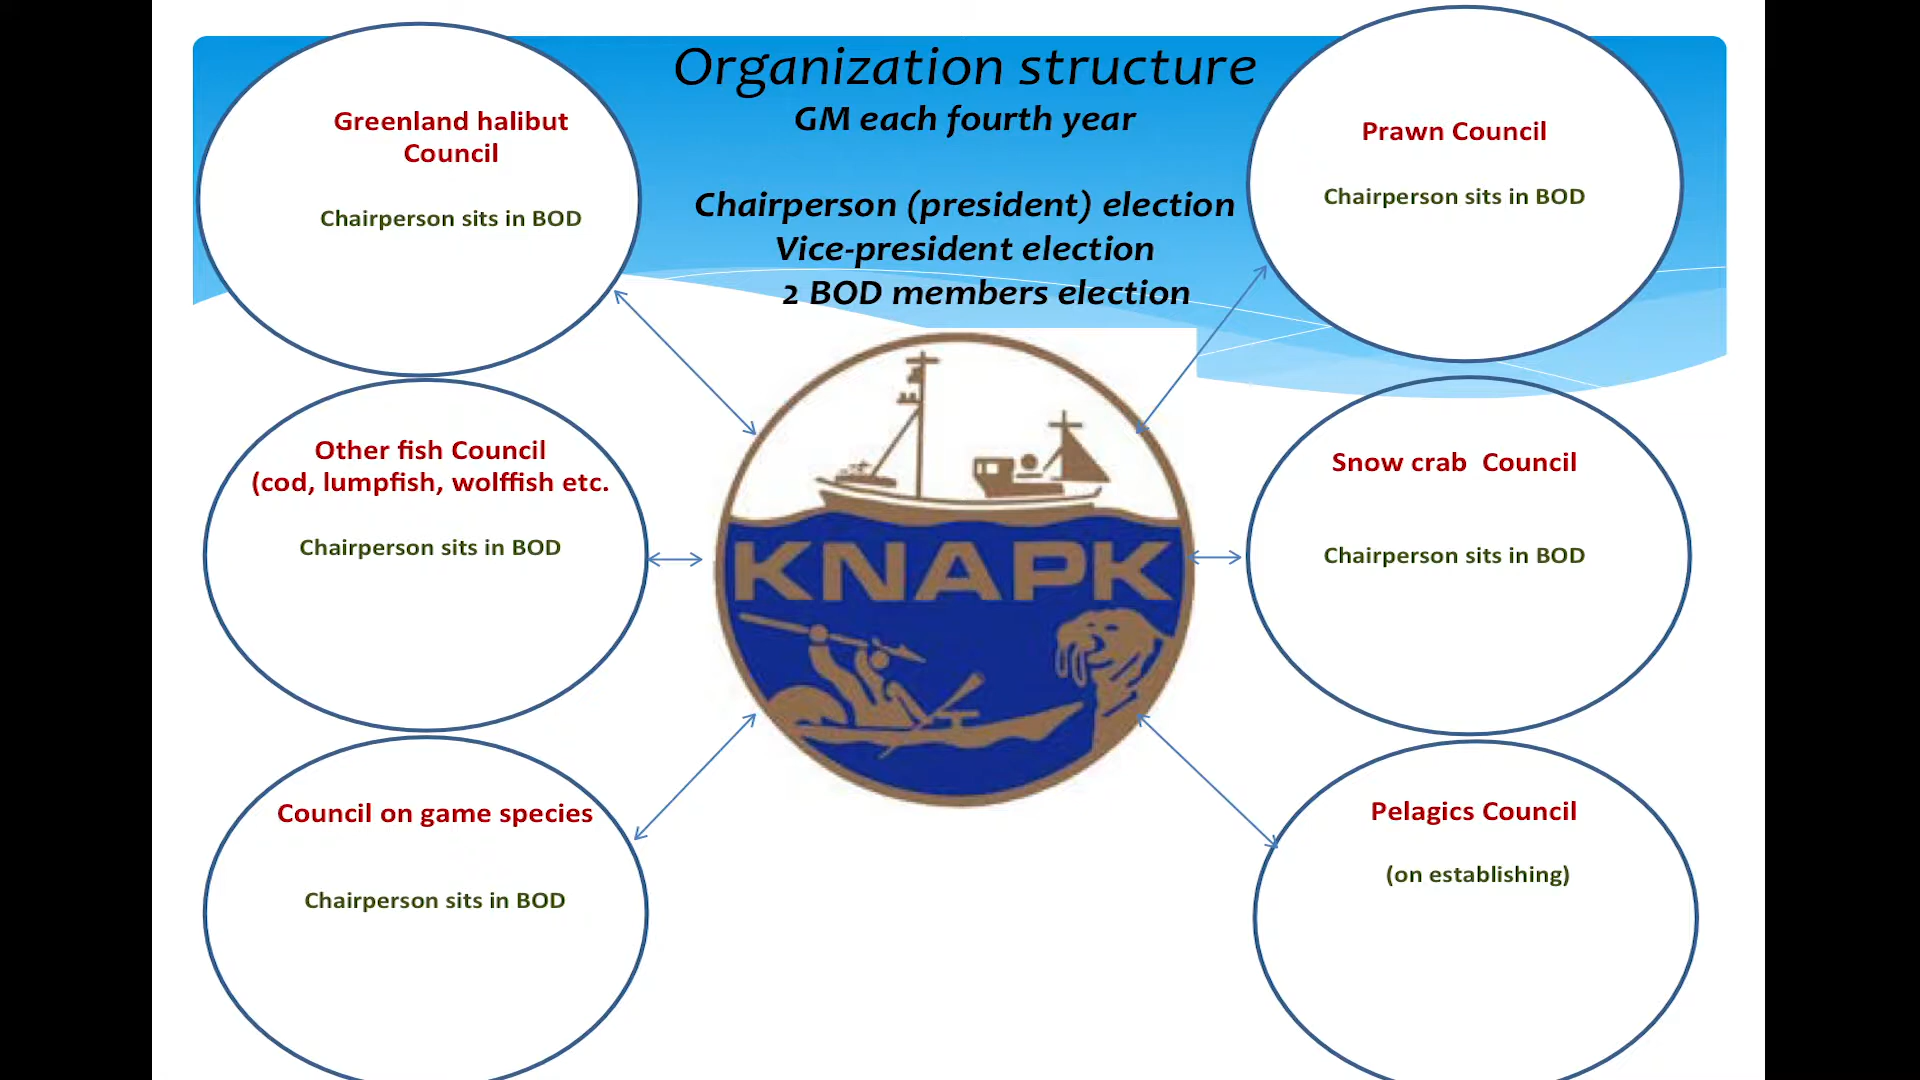 Organization structure
GM each fourth year
Chairperson (president) election
Vice-president election
2 BOD members election
Greenland halibut
Council
Chairperson sits in BOD
Prawn Council
Chairperson sits in BOD
Other fish Council
(cod, lumpfish, wolffish etc.
Chairperson sits in BOD
KNAPK
Snow crab  Council
Chairperson sits in BOD
Council on game species
Chairperson sits in BOD
Pelagics Council
(on establishing)